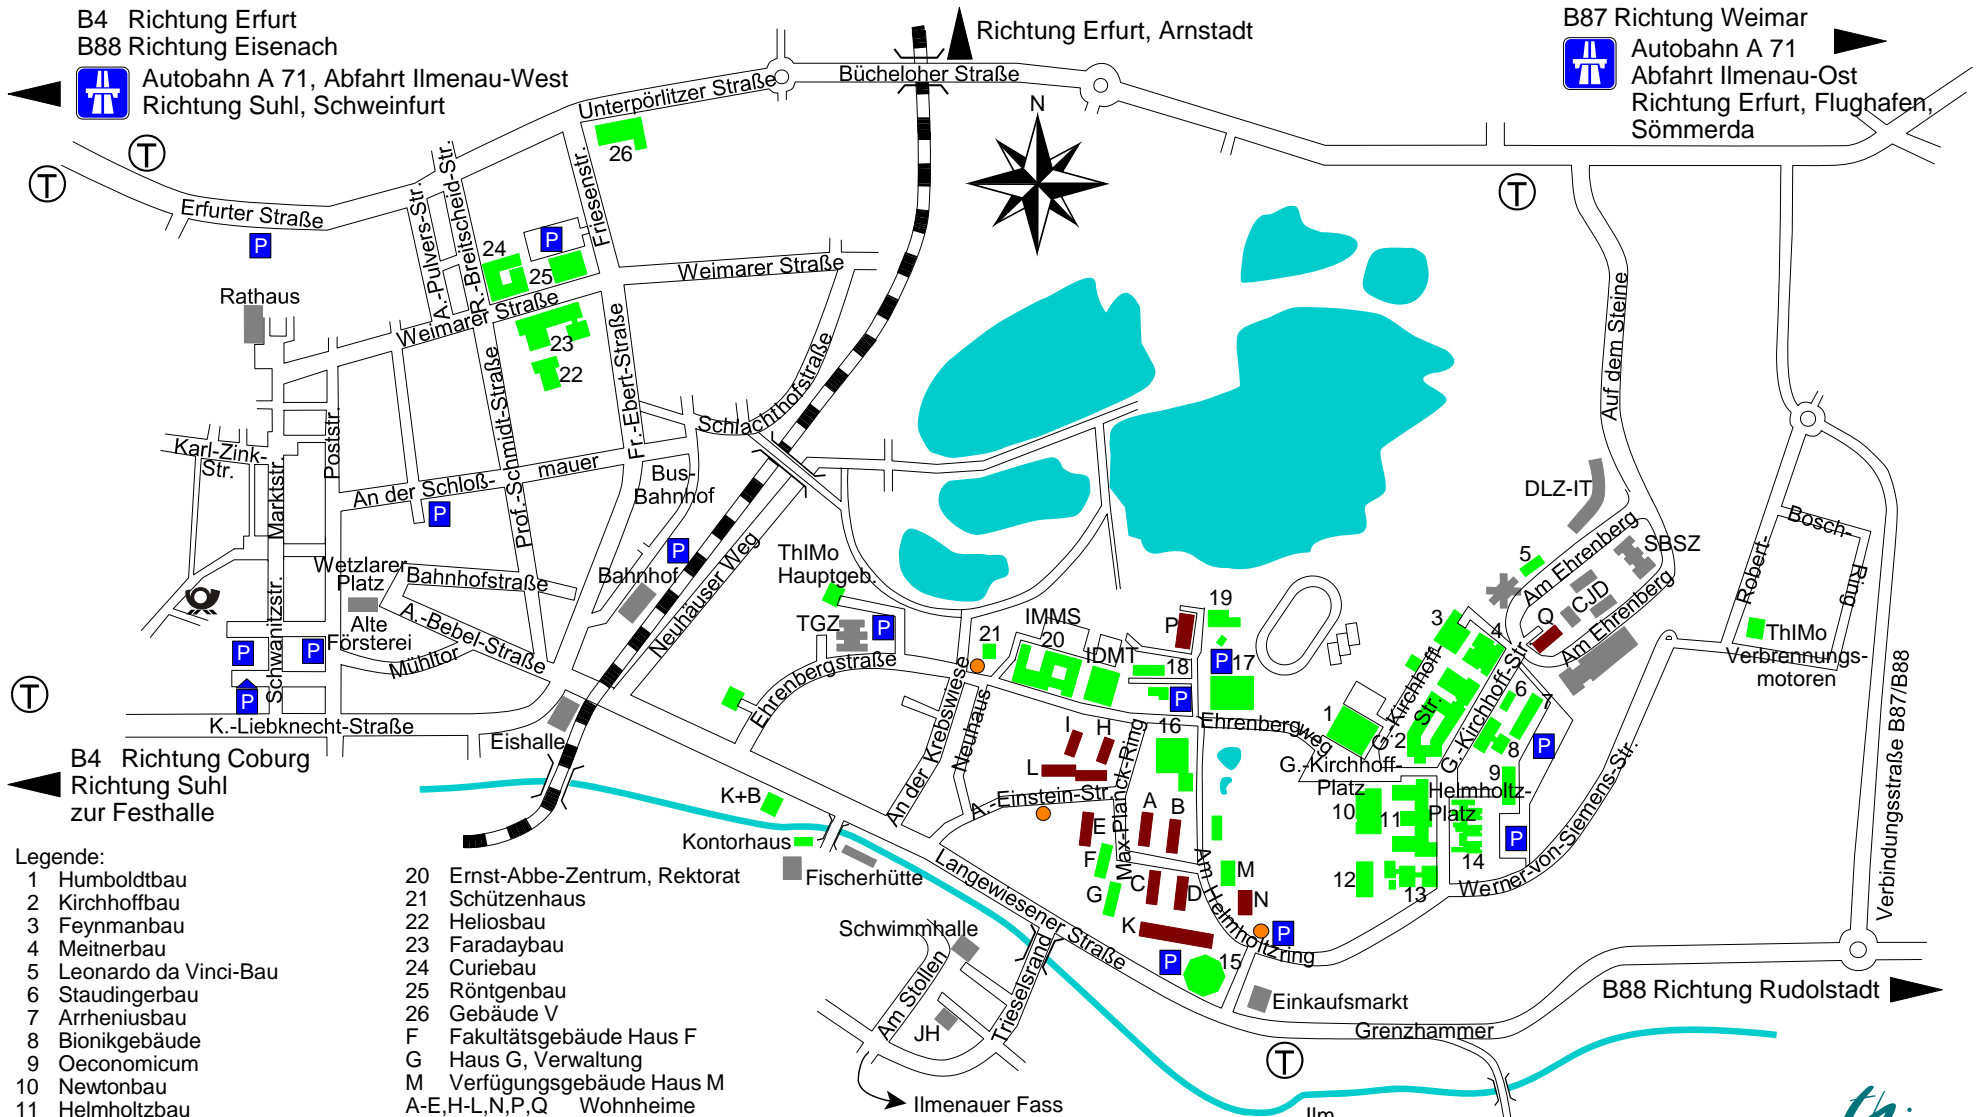 B4 Richtung Erfurt
B88 Richtung Eisenach
Autobahn A 71, Abfahrt Ilmenau-West
Richtung Suhl, Schweinfurt
Richtung Erfurt, Arnstadt
B87 Richtung Weimar
Autobahn A 71
Abfahrt Ilmenau-Ost
Richtung Erfurt, Flughafen,
Sömmerda
Bücheloher Straße
Unterpörlitzer Straße
N
26
T
T
T
Erfurter Straße
P
A.-Pulvers-Str.
R.-Breitscheid-Str.
Friesenstr.
24
P
25
Weimarer Straße
Weimarer Straße
Rathaus
23
22
Auf dem Steine
Prof.-Schmidt-Straße
Fr.-Ebert-Straße
Schlachthofstraße
Karl-Zink-
Str.
Marktstr.
Poststr.
An der Schloß-
mauer
P
Bus-
Bahnhof
DLZ-IT
Bosch-
Ring
Robert-
SBSZ
5
Am Ehrenberg
CJD
Am Ehrenberg
Q
P
Neuhäuser Weg
ThIMo
Hauptgeb.
Wetzlarer
Platz
Bahnhofstraße
Bahnhof
Alte
Försterei
A.-Bebel-Straße
Mühltor
Schwanitzstr.
P
P
P
TGZ
P
Ehrenbergstraße
21
IMMS
20
IDMT
P
18
19
P
17
P
16
3
4
G.-Kirchhoff-
Str.
G.-Kirchhoff-Str.
6
7
8
P
ThIMo
Verbrennungs-
motoren
T
K.-Liebknecht-Straße
Eishalle
An der Krebswiese
Neuhaus
I
H
L
Max-Planck-Ring
Ehrenbergweg
1
2
G.-Kirchhoff-
Platz
9
Helmholtz-
Platz
10
11
P
14
12
13
Werner-von-Siemens-Str.
Verbindungsstraße B87/B88
B4 Richtung Coburg
Richtung Suhl
zur Festhalle
K+B
Kontorhaus
Fischerhütte
A.-Einstein-Str.
A
B
E
F
G
C
D
M
N
K
Am Helmholtzring
P
P
15
Langewiesener Straße
Schwimmhalle
Am Stollen
Trieselsrand
JH
Einkaufsmarkt
Grenzhammer
T
B88 Richtung Rudolstadt
Ilmenauer Fass
Ilm
Legende:
1 Humboldtbau
2 Kirchhoffbau
3 Feynmanbau
4 Meitnerbau
5 Leonardo da Vinci-Bau
6 Staudingerbau
7 Arrheniusbau
8 Bionikgebäude
9 Oeconomicum
10 Newtonbau
11 Helmholtzbau
20 Ernst-Abbe-Zentrum, Rektorat
21 Schützenhaus
22 Heliosbau
23 Faradaybau
24 Curiebau
25 Röntgenbau
26 Gebäude V
F Fakultätsgebäude Haus F
G Haus G, Verwaltung
M Verfügungsgebäude Haus M
A-E,H-L,N,P,Q Wohnheime